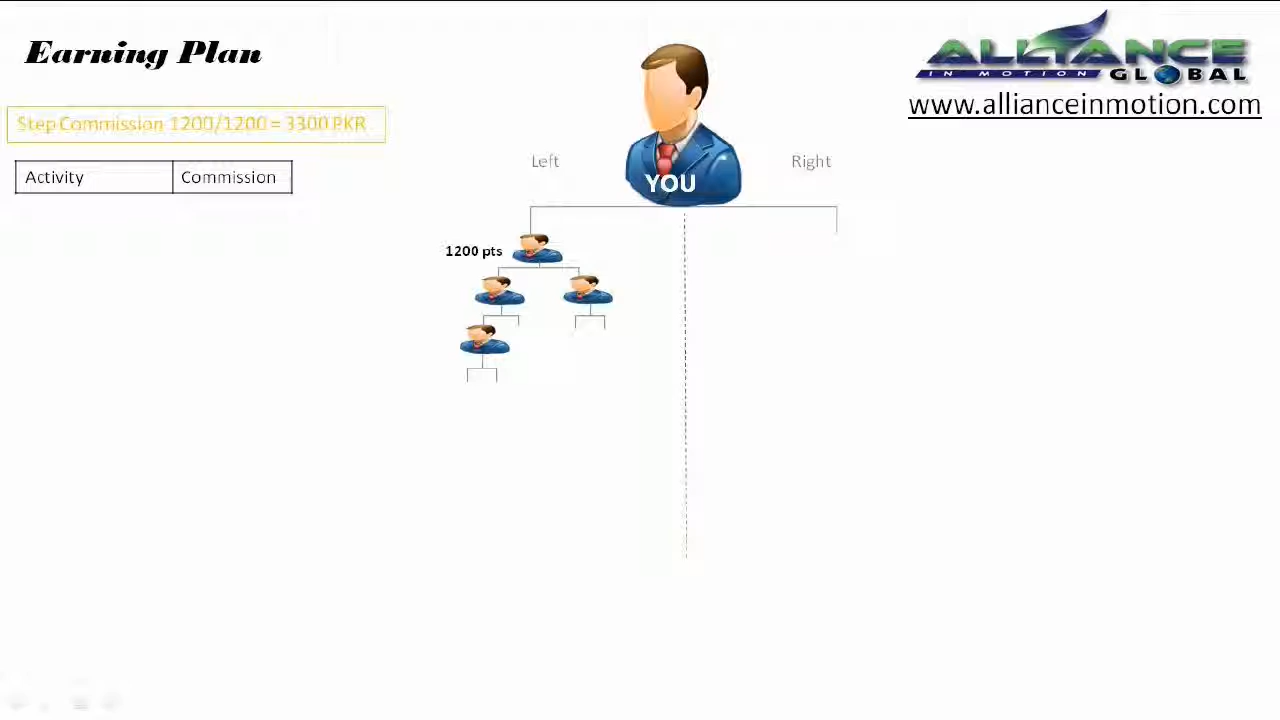 Earning Plan
ALLIANCE
IN MOTION GLOBAL
www.allianceinmotion.com
Step Commission 1200/1200 = 3300 PKR
Activity Commission
Left
Right
YOU
1200 pts